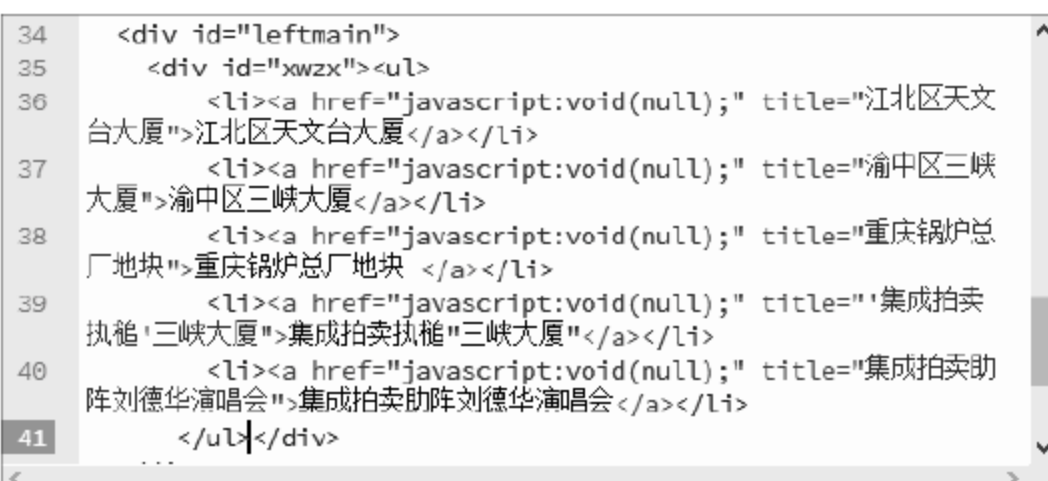 34 <div id="leftmain">
35 <div id="xwzx"><ul>
36 <li><a href="javascript:void(null);" title="江北区天文
台大厦">江北区天文台大厦</a></li>
37 <li><a href="javascript:void(null);" title="渝中区三峡
大厦">渝中区三峡大厦</a></li>
38 <li><a href="javascript:void(null);" title="重庆锅炉总
厂地块">重庆锅炉总厂地块 </a></li>
39 <li><a href="javascript:void(null);" title="'集成拍卖
执槌'三峡大厦">集成拍卖执槌"三峡大厦"</a></li>
40 <li><a href="javascript:void(null);" title="集成拍卖助
阵刘德华演唱会">集成拍卖助阵刘德华演唱会</a></li>
41 </ul></div>